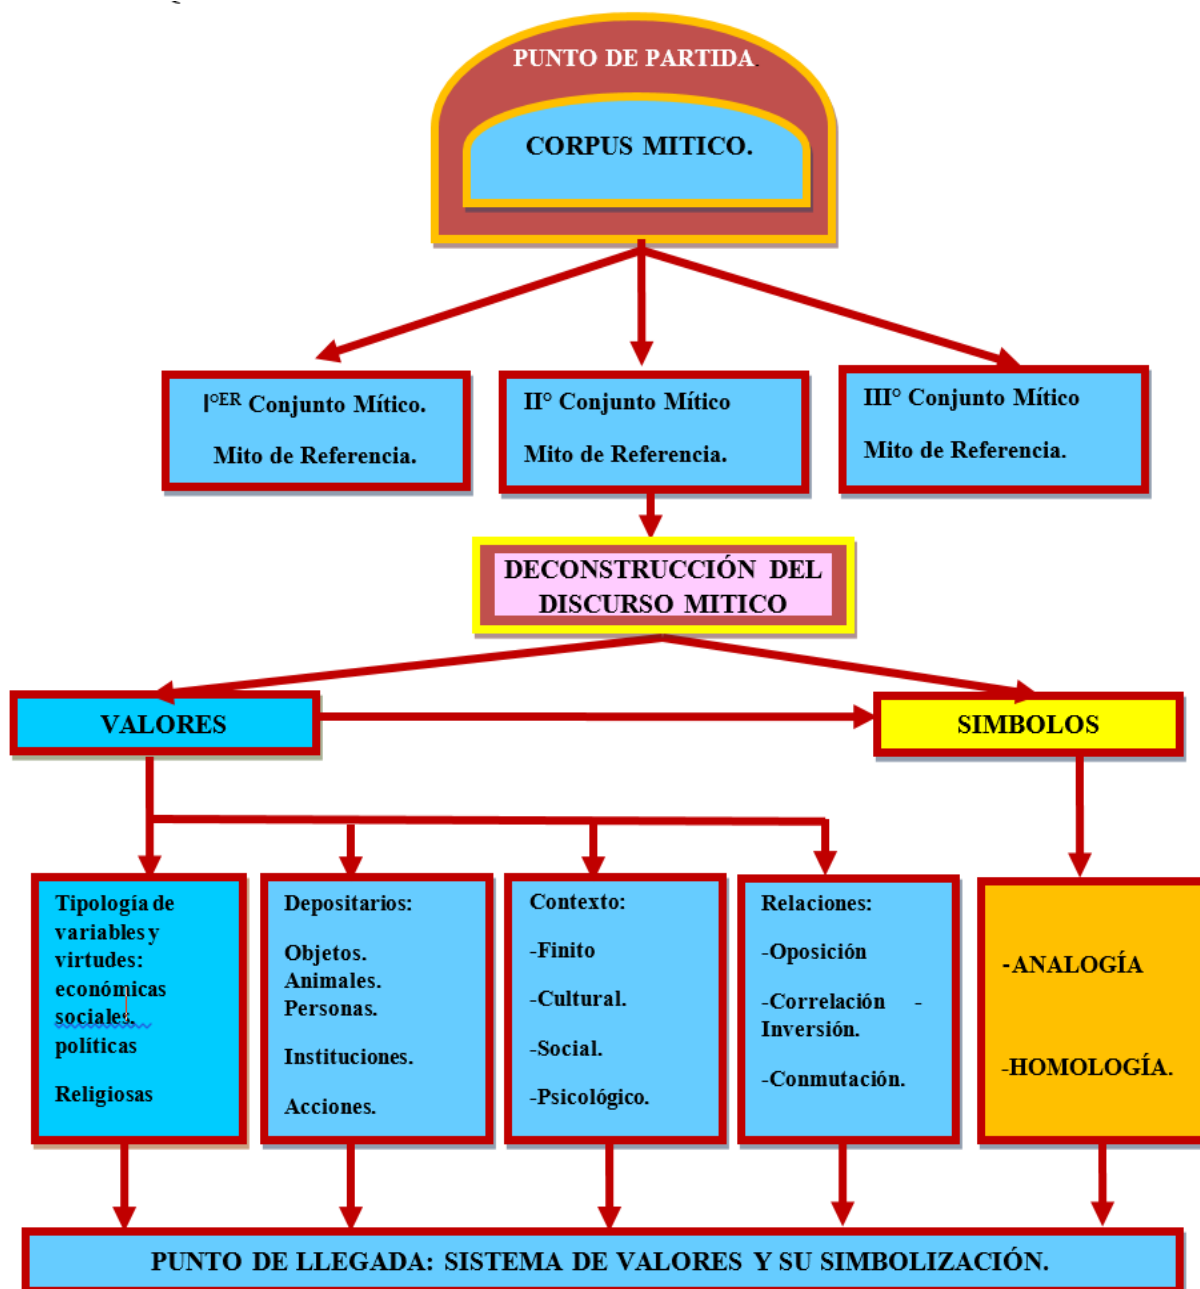 PUNTO DE PARTIDA.
CORPUS MITICO.
I°ER Conjunto Mítico.
Mito de Referencia.
II° Conjunto Mítico
Mito de Referencia.
III° Conjunto Mítico
Mito de Referencia.
DECONSTRUCCIÓN DEL
DISCURSO MITICO
VALORES
SIMBOLOS
Tipología de
variables y
virtudes:
económicas
sociales.
políticas
Religiosas
Depositarios:
Objetos.
Animales.
Personas.
Instituciones.
Acciones.
Contexto:
-Finito
-Cultural.
-Social.
-Psicológico.
Relaciones:
-Oposición
-Correlación -
Inversión.
-Conmutación.
-ANALOGÍA
-HOMOLOGÍA.
PUNTO DE LLEGADA: SISTEMA DE VALORES Y SU SIMBOLIZACIÓN.